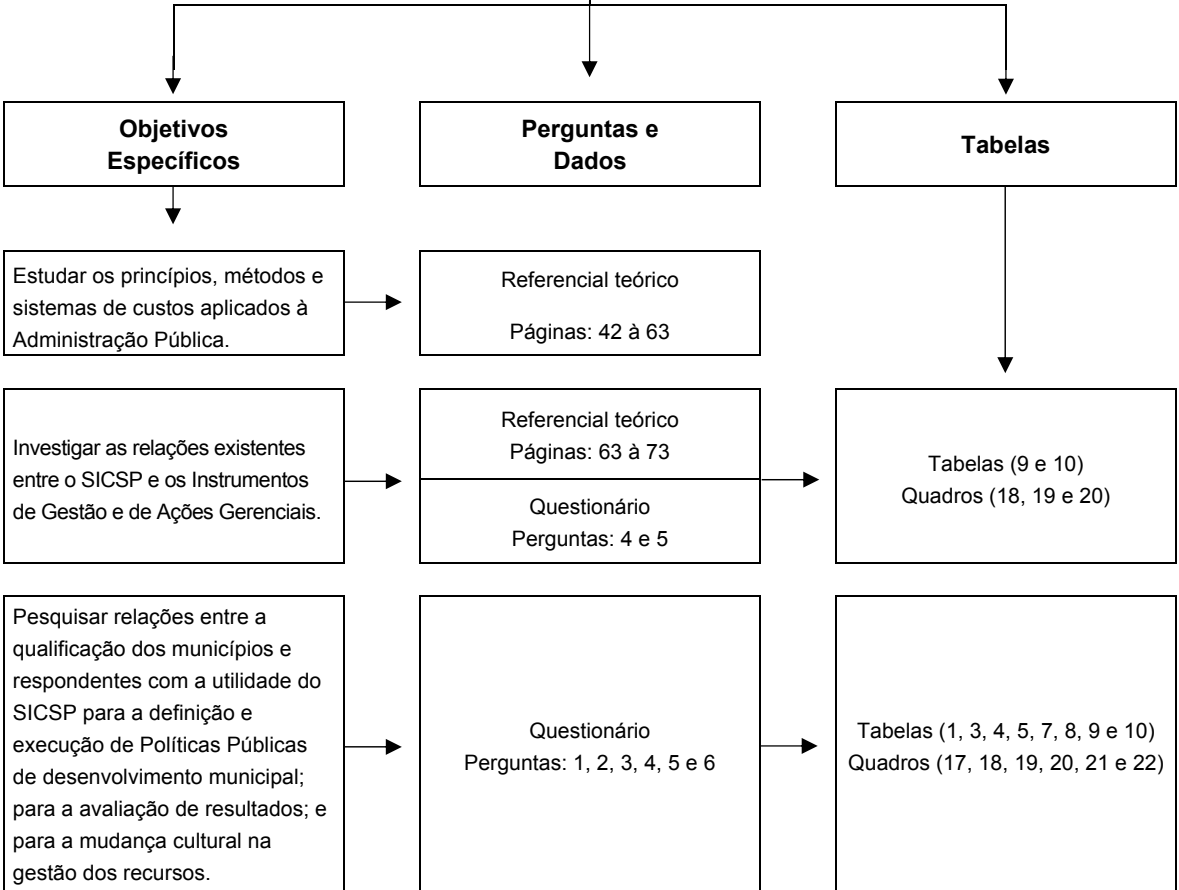 Objetivos
Específicos
Perguntas e
Dados
Tabelas
Estudar os princípios, métodos e
sistemas de custos aplicados à
Administração Pública.
Referencial teórico
Páginas: 42 à 63
Investigar as relações existentes
entre o SICSP e os Instrumentos
de Gestão e de Ações Gerenciais.
Referencial teórico
Páginas: 63 à 73
Questionário
Perguntas: 4 e 5
Tabelas (9 e 10)
Quadros (18, 19 e 20)
Pesquisar relações entre a
qualificação dos municípios e
respondentes com a utilidade do
SICSP para a definição e
execução de Políticas Públicas
de desenvolvimento municipal;
para a avaliação de resultados; e
para a mudança cultural na
gestão dos recursos.
Questionário
Perguntas: 1, 2, 3, 4, 5 e 6
Tabelas (1, 3, 4, 5, 7, 8, 9 e 10)
Quadros (17, 18, 19, 20, 21 e 22)